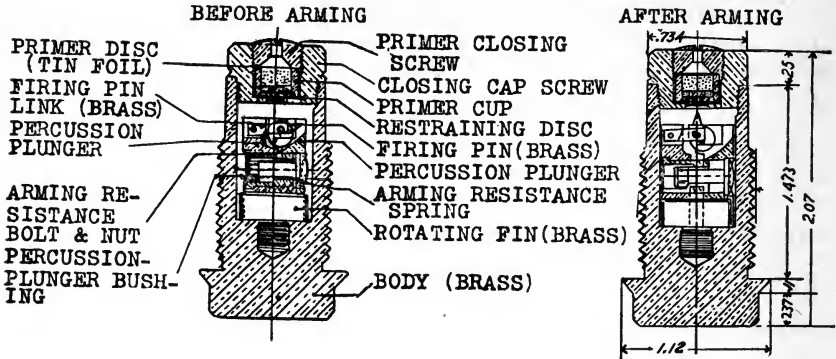 BEFORE ARMING
PRIMER DISC
(TIN FOIL)
FIRING PIN
LINK (BRASS)
PERCUSSION
PLUNGER
ARMING RE-
SISTANCE
BOLT & NUT
PERCUSSION-
PLUNGER BUSH-
ING
PRIMER CLOSING
SCREW
CLOSING CAP SCREW
PRIMER CUP
RESTRAINING DISC
FIRING PIN(BRASS)
PERCUSSION PLUNGER
ARMING RESISTANCE
SPRING
ROTATING FIN(BRASS)
BODY (BRASS)
AFTER ARMING
.734
.25
1.473
2.07
.237
1.12